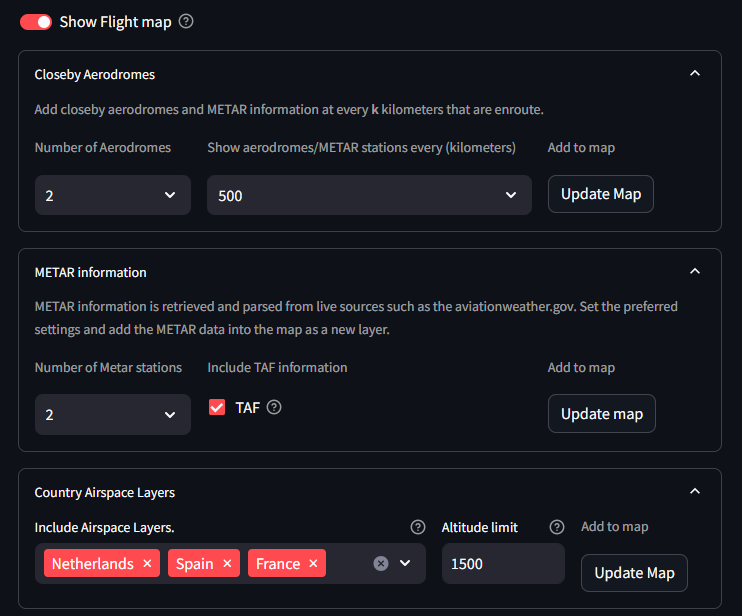 Show Flight map ?
Closeby Aerodromes
Add closeby aerodromes and METAR information at every k kilometers that are enroute.
Number of Aerodromes Show aerodromes/METAR stations every (kilometers) Add to map
2 500 Update Map
METAR information
METAR information is retrieved and parsed from live sources such as the aviationweather.gov. Set the preferred
settings and add the METAR data into the map as a new layer.
Number of Metar stations Include TAF information Add to map
2 TAF ? Update map
Country Airspace Layers
Include Airspace Layers. ? Altitude limit ? Add to map
Netherlands × Spain × France × 1500 Update Map